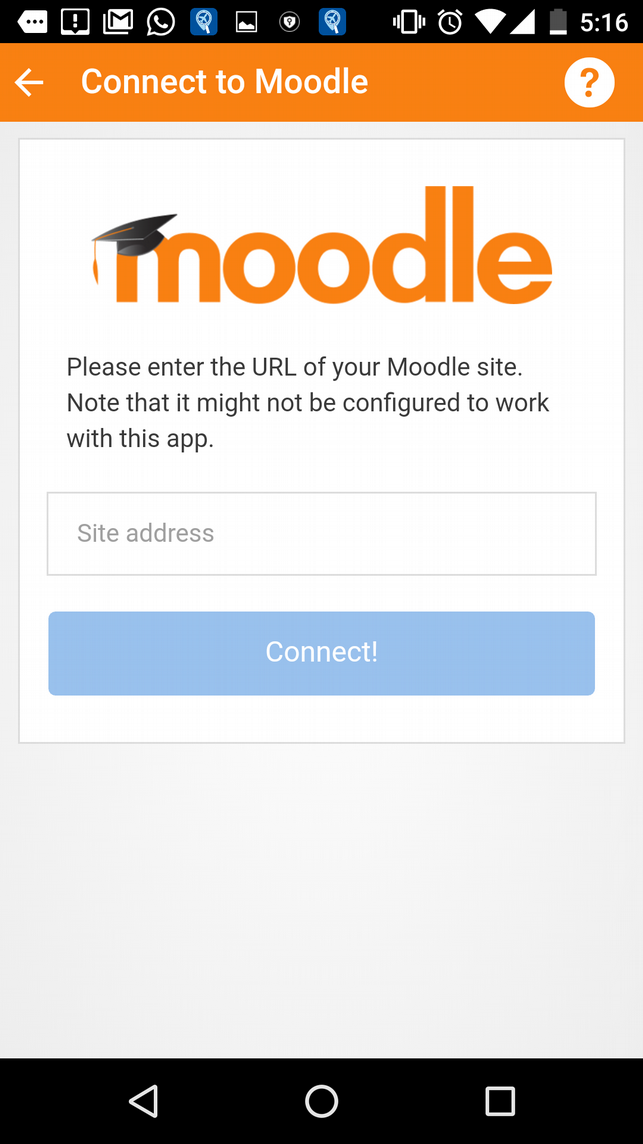 5:16
Connect to Moodle
?
moodle
Please enter the URL of your Moodle site.
Note that it might not be configured to work
with this app.
Site address
Connect!